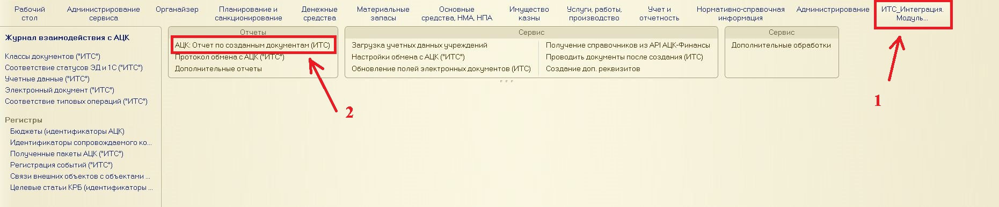 Рабочий стол
Администрирование сервиса
Органайзер
Планирование и санкционирование
Денежные средства
Материальные запасы
Основные средства, НМА, НПА
Имущество казны
Услуги, работы, производство
Учет и отчетность
Нормативно-справочная информация
Администрирование
ИТС_Интеграция. Модуль...
Журнал взаимодействия с АЦК
Классы документов ("ИТС")
Соответствие статусов ЭД и 1С ("ИТС")
Учетные данные ("ИТС")
Электронный документ ("ИТС")
Соответствие типовых операций ("ИТС")
Регистры
Бюджеты (идентификаторы АЦК)
Идентификаторы сопровождаемого ко...
Полученные пакеты АЦК ("ИТС")
Регистрация событий ("ИТС")
Связи внешних объектов с объектами ...
Целевые статьи КРБ (идентификаторы ...
Отчеты
АЦК: Отчет по созданным документам (ИТС)
Протокол обмена с АЦК ("ИТС")
Дополнительные отчеты
2
Сервис
Загрузка учетных данных учреждений
Настройки обмена с АЦК ("ИТС")
Обновление полей электронных документов (ИТС)
Получение справочников из API АЦК-Финансы
Проводить документы после создания (ИТС)
Создание доп. реквизитов
Сервис
Дополнительные обработки
1